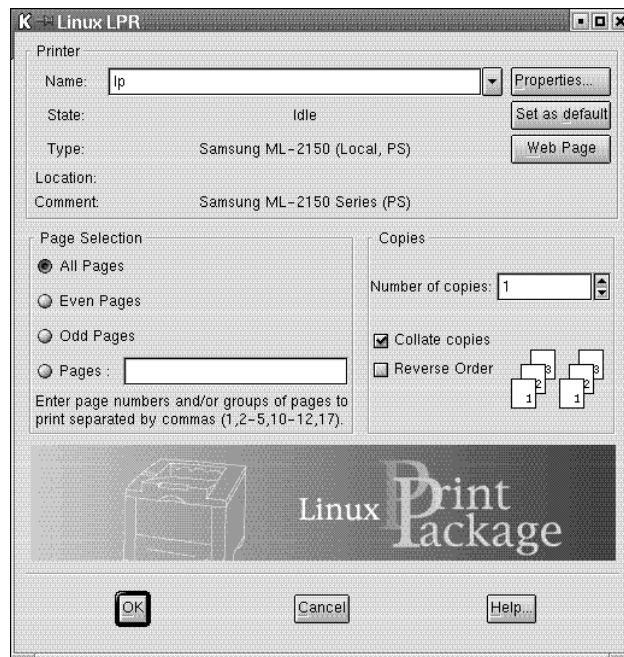 Linux LPR
Printer
Name: lp Properties...
State: Idle Set as default
Type: Samsung ML-2150 (Local, PS) Web Page
Location:
Comment: Samsung ML-2150 Series (PS)
Page Selection
All Pages
Even Pages
Odd Pages
Pages :
Enter page numbers and/or groups of pages to
print separated by commas (1,2-5,10-12,17).
Copies
Number of copies: 1
Collate copies
Reverse Order
1 2 3 1 2 3
Linux Print
Package
OK Cancel Help...